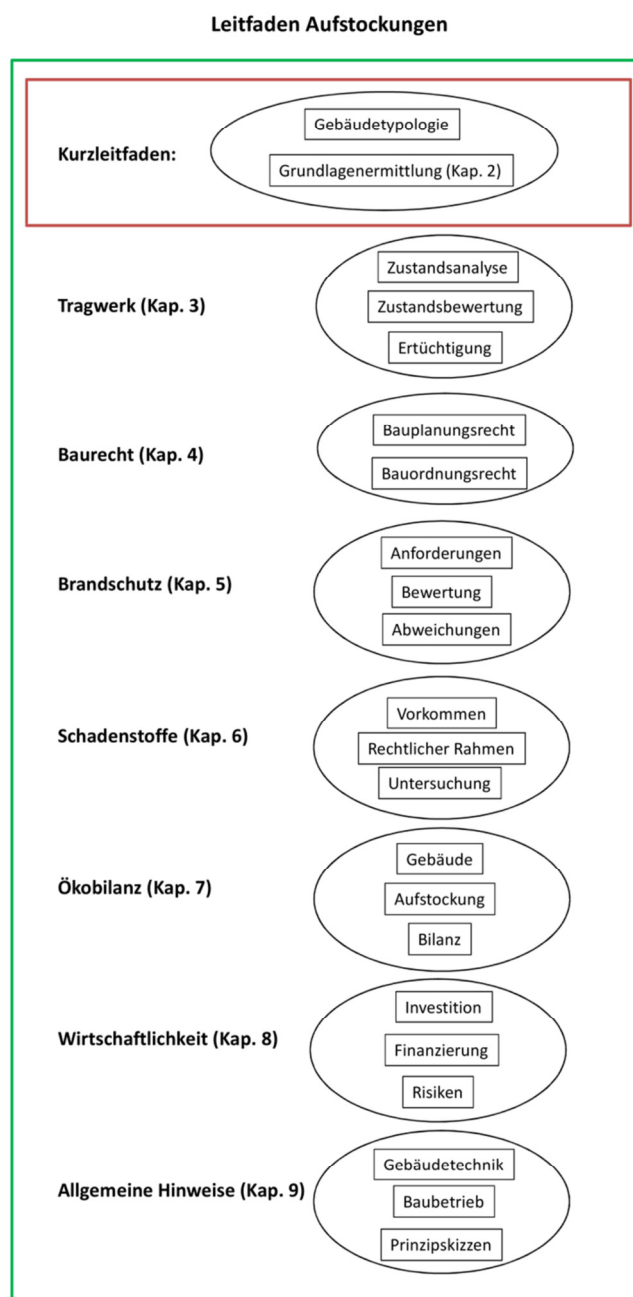 Leitfaden Aufstockungen
Kurzleitfaden:
Gebäudetypologie
Grundlagenermittlung (Kap. 2)
Tragwerk (Kap. 3)
Zustandsanalyse
Zustandsbewertung
Ertüchtigung
Baurecht (Kap. 4)
Bauplanungsrecht
Bauordnungsrecht
Brandschutz (Kap. 5)
Anforderungen
Bewertung
Abweichungen
Schadenstoffe (Kap. 6)
Vorkommen
Rechtlicher Rahmen
Untersuchung
Ökobilanz (Kap. 7)
Gebäude
Aufstockung
Bilanz
Wirtschaftlichkeit (Kap. 8)
Investition
Finanzierung
Risiken
Allgemeine Hinweise (Kap. 9)
Gebäudetechnik
Baubetrieb
Prinzipskizzen